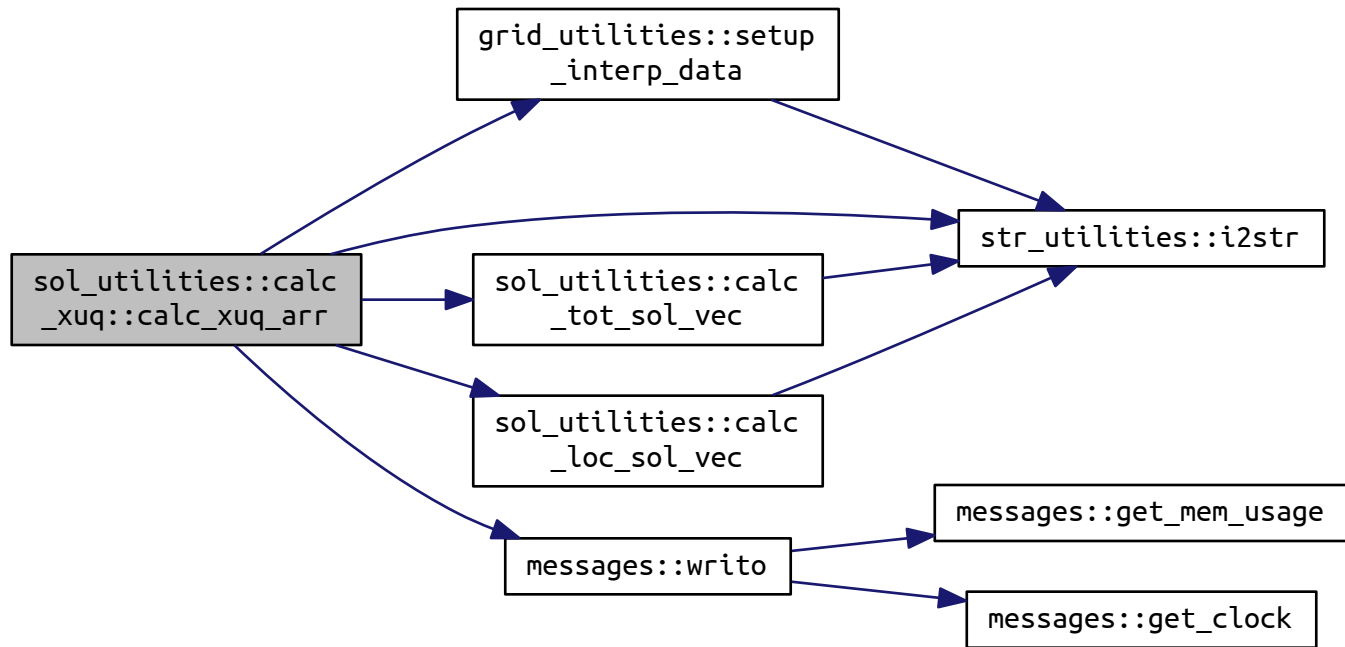 grid_utilities::setup
_interp_data
str_utilities::i2str
sol_utilities::calc
_xuq::calc_xuq_arr
sol_utilities::calc
_tot_sol_vec
sol_utilities::calc
_loc_sol_vec
messages::get_mem_usage
messages::writo
messages::get_clock